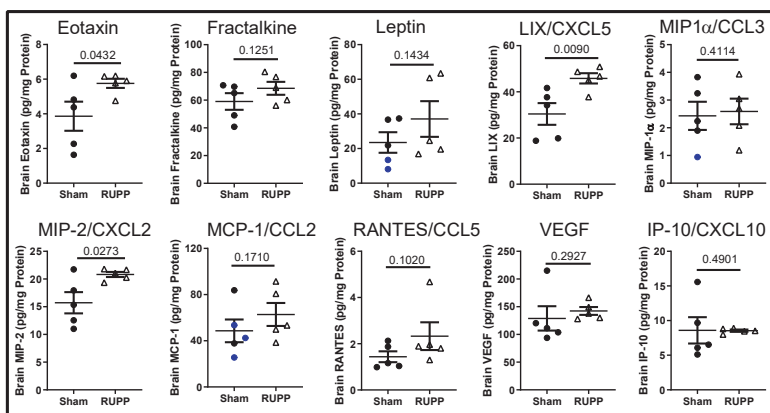 Eotaxin
Brain Eotaxin (pg/mg Protein)
8
6
4
2
0
0.0432
Sham RUPP
Fractalkine
Brain Fractalkine (pg/mg Protein)
100
80
60
40
20
0
0.1251
Sham RUPP
Leptin
Brain Leptin (pg/mg Protein)
80
60
40
20
0
0.1434
Sham RUPP
LIX/CXCL5
Brain LIX (pg/mg Protein)
60
40
20
0
0.0090
Sham RUPP
MIP1α/CCL3
Brain MIP-1α (pg/mg Protein)
5
4
3
2
1
0
0.4114
Sham RUPP
MIP-2/CXCL2
Brain MIP-2 (pg/mg Protein)
25
20
15
10
5
0
0.0273
Sham RUPP
MCP-1/CCL2
Brain MCP-1 (pg/mg Protein)
150
100
50
0
0.1710
Sham RUPP
RANTES/CCL5
Brain RANTES (pg/mg Protein)
6
4
2
0
0.1020
Sham RUPP
VEGF
Brain VEGF (pg/mg Protein)
250
200
150
100
50
0
0.2927
Sham RUPP
IP-10/CXCL10
Brain IP-10 (pg/mg Protein)
20
15
10
5
0
0.4901
Sham RUPP